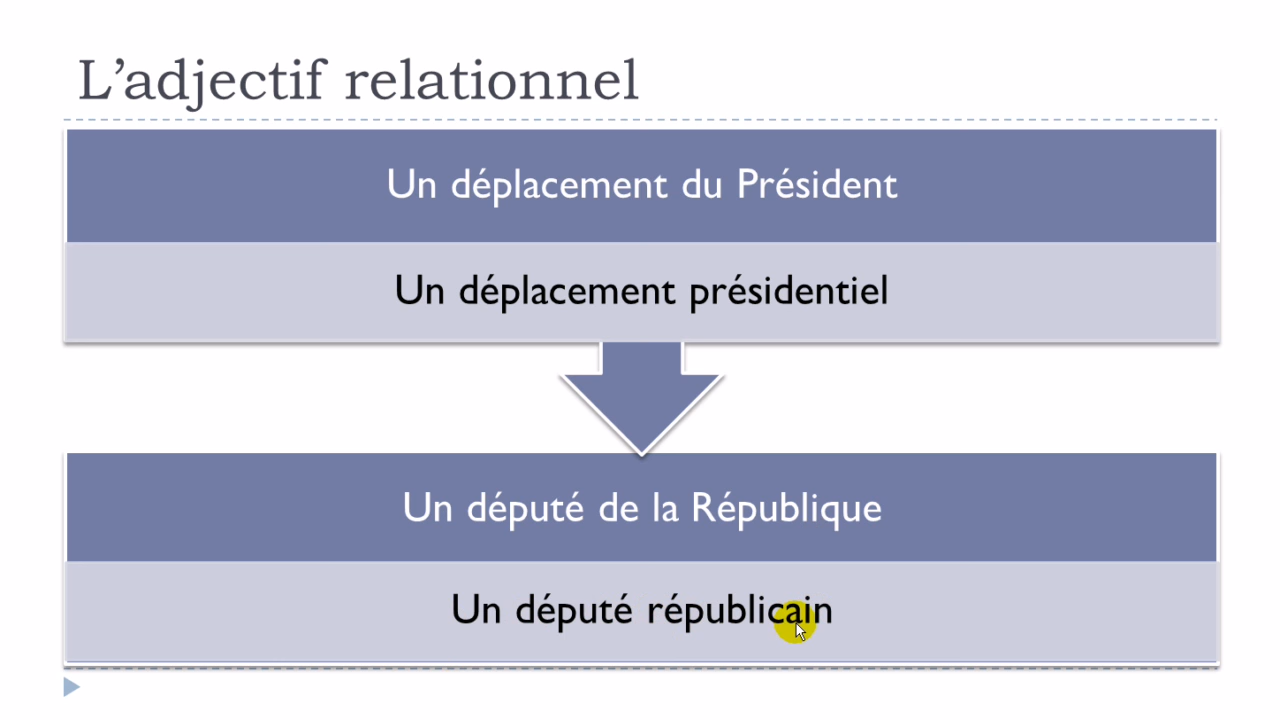 L’adjectif relationnel
Un déplacement du Président
Un déplacement présidentiel
Un député de la République
Un député républicain